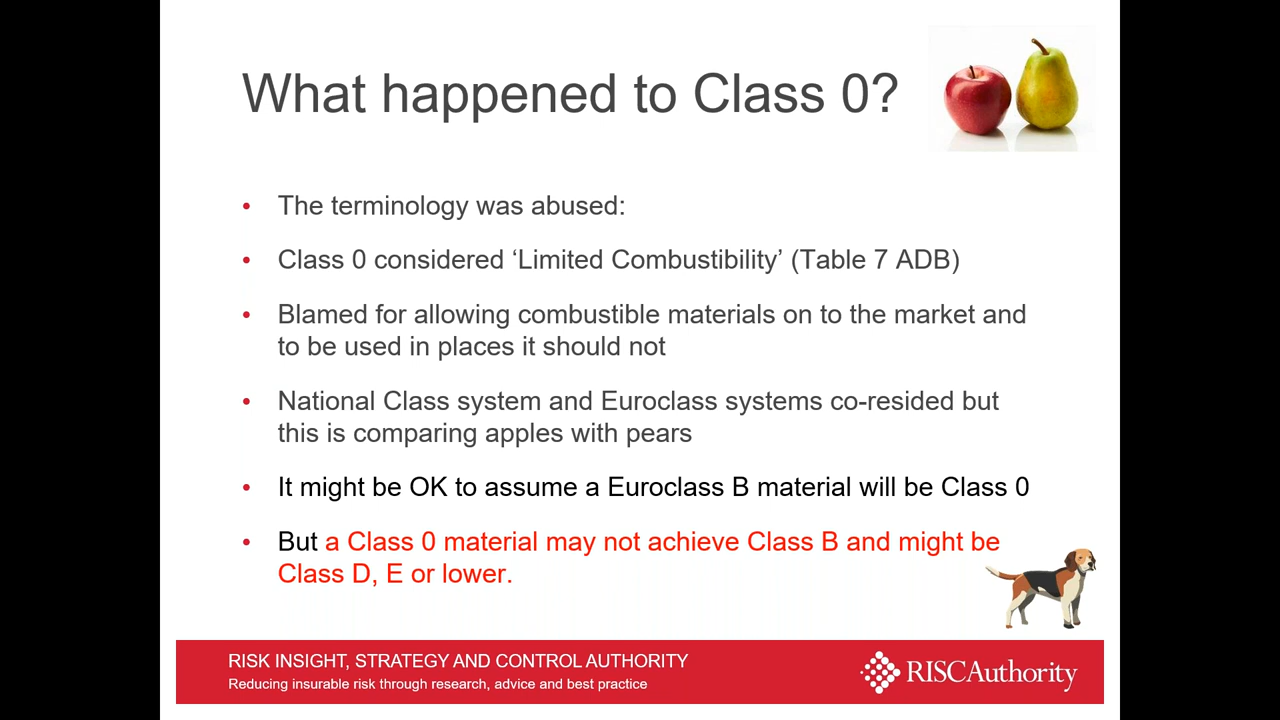 What happened to Class 0?
• The terminology was abused:
• Class 0 considered ‘Limited Combustibility’ (Table 7 ADB)
• Blamed for allowing combustible materials on to the market and
to be used in places it should not
• National Class system and Euroclass systems co-resided but
this is comparing apples with pears
• It might be OK to assume a Euroclass B material will be Class 0
• But a Class 0 material may not achieve Class B and might be
Class D, E or lower.
RISK INSIGHT, STRATEGY AND CONTROL AUTHORITY
Reducing insurable risk through research, advice and best practice
RISCAuthority